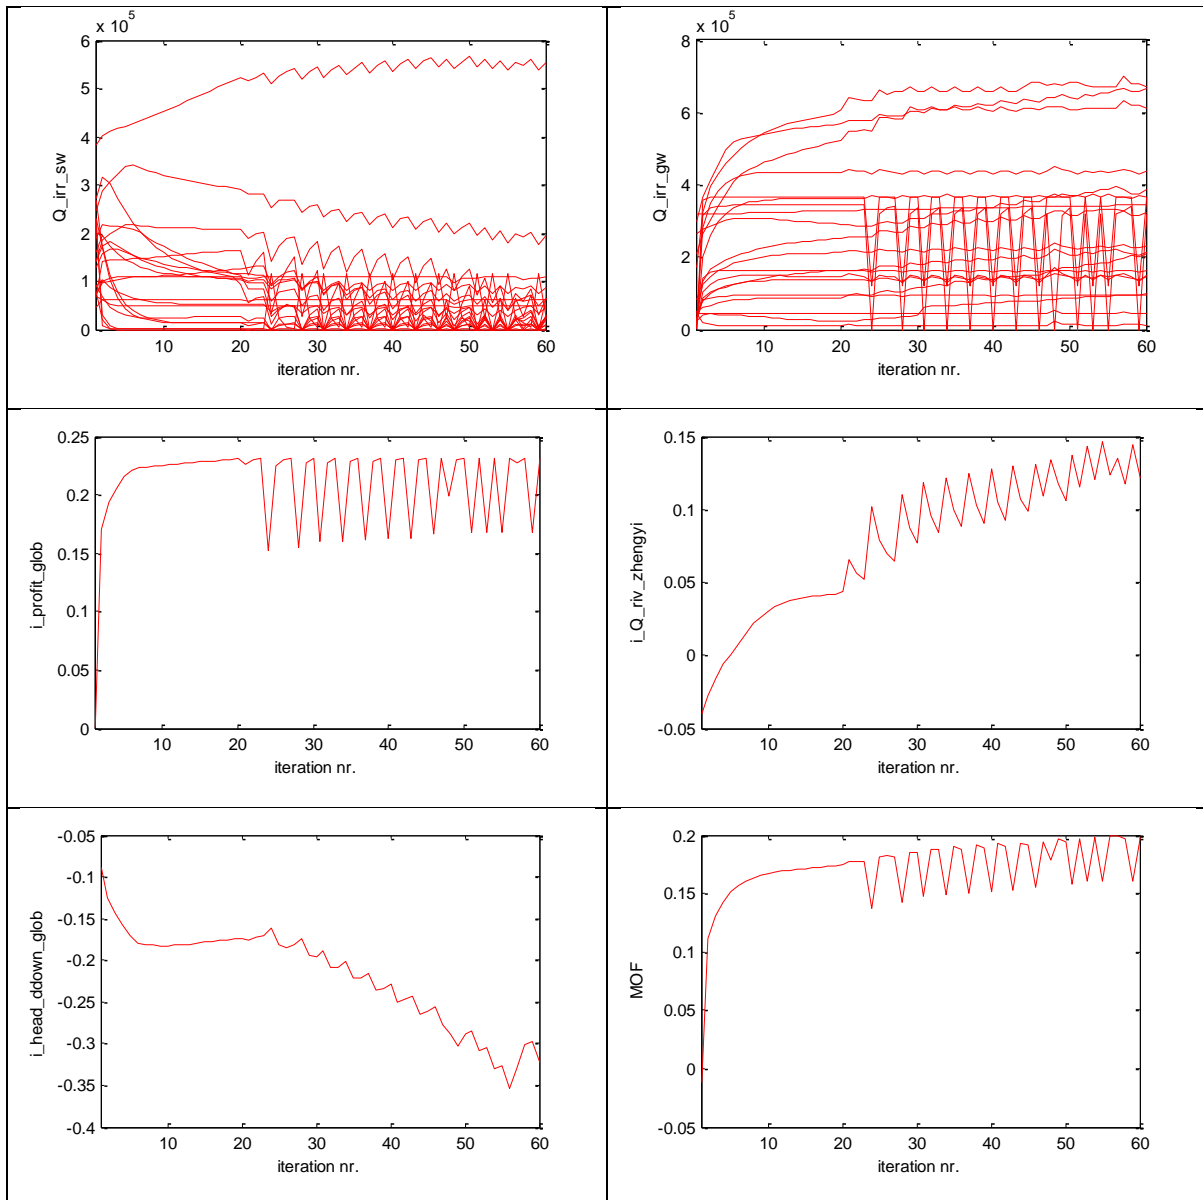 x 10^5
6
5
4
3
2
1
0
10 20 30 40 50 60
Q_irr_sw
iteration nr.
x 10^5
8
6
4
2
0
10 20 30 40 50 60
Q_irr_gw
iteration nr.
0.25
0.2
0.15
0.1
0.05
0
10 20 30 40 50 60
i_profit_glob
iteration nr.
0.15
0.1
0.05
0
-0.05
10 20 30 40 50 60
i_Q_riv_zhengyi
iteration nr.
-0.05
-0.1
-0.15
-0.2
-0.25
-0.3
-0.35
-0.4
10 20 30 40 50 60
i_head_ddown_glob
iteration nr.
0.2
0.15
0.1
0.05
0
-0.05
10 20 30 40 50 60
MOF
iteration nr.